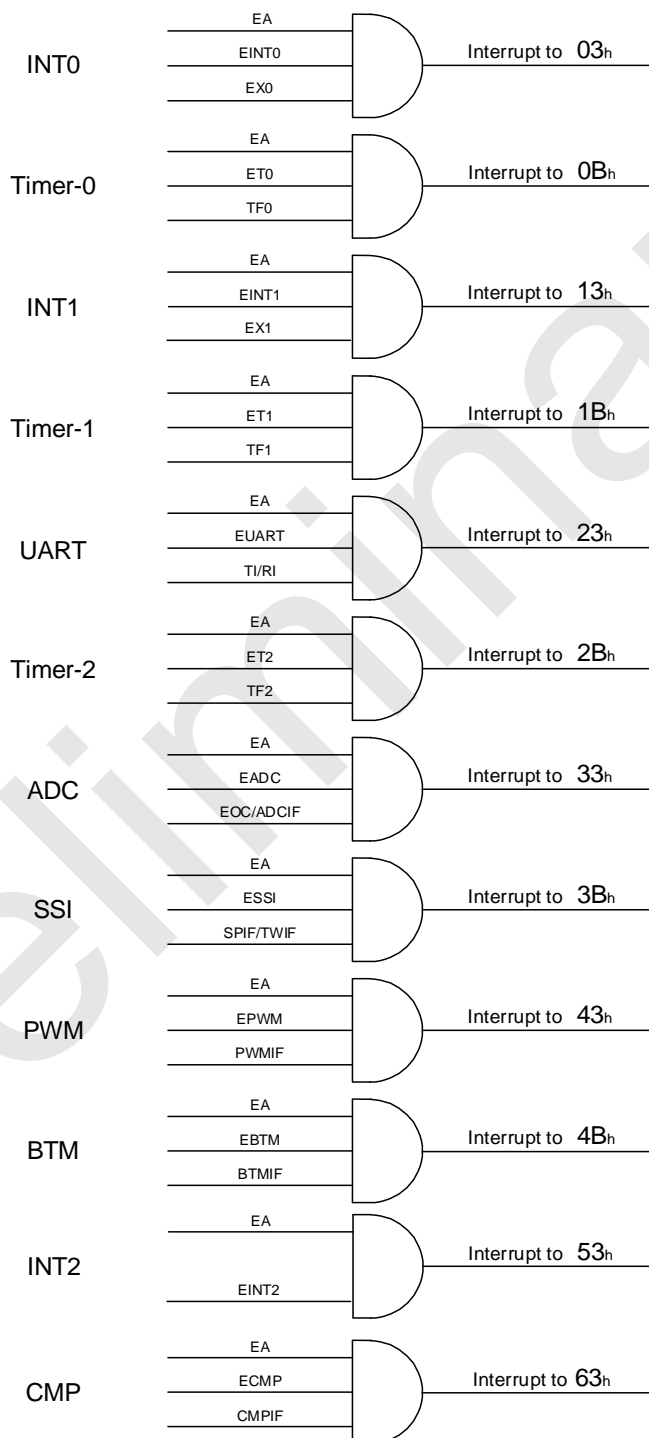 EA
INT0 EINT0 Interrupt to 03h
EX0
EA
Timer-0 ET0 Interrupt to 0Bh
TF0
EA
INT1 EINT1 Interrupt to 13h
EX1
EA
Timer-1 ET1 Interrupt to 1Bh
TF1
EA
UART EUART Interrupt to 23h
TI/RI
EA
Timer-2 ET2 Interrupt to 2Bh
TF2
EA
ADC EADC Interrupt to 33h
EOC/ADCIF
EA
SSI ESSI Interrupt to 3Bh
SPIF/TWIF
EA
PWM EPWM Interrupt to 43h
PWMIF
EA
BTM EBTM Interrupt to 4Bh
BTMIF
EA
INT2 Interrupt to 53h
EINT2
EA
CMP ECMP Interrupt to 63h
CMPIF
elimina